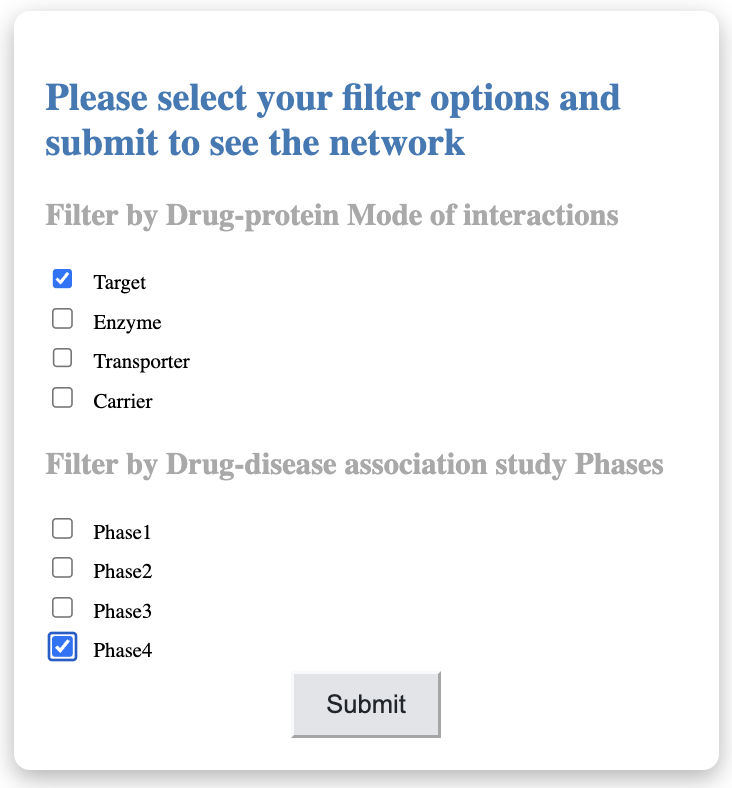 Please select your filter options and
submit to see the network
Filter by Drug-protein Mode of interactions
Target
Enzyme
Transporter
Carrier
Filter by Drug-disease association study Phases
Phase1
Phase2
Phase3
Phase4
Submit